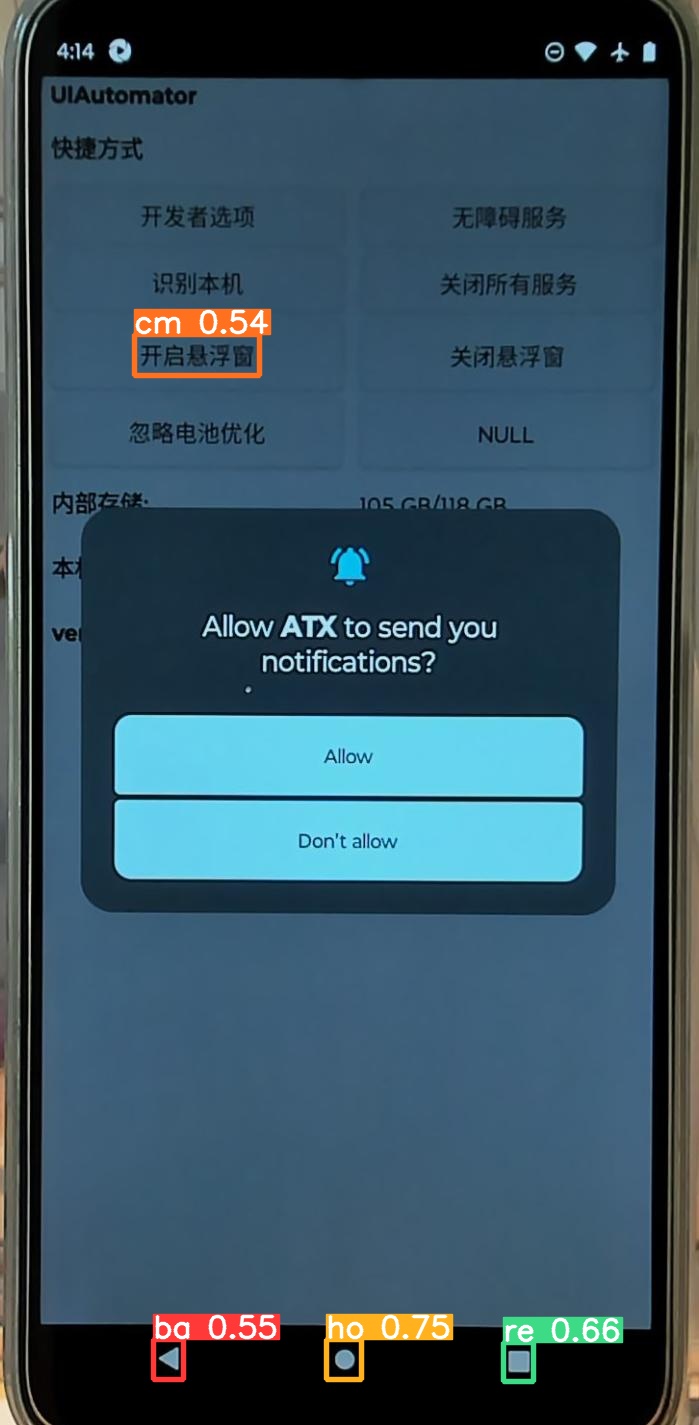 4:14
UIAutomator
快捷方式
开发者选项 无障碍服务
识别本机 关闭所有服务
cm 0.54
开启悬浮窗 关闭悬浮窗
忽略电池优化 NULL
内部存储: 105 GB/118 GB
本
ver
Allow ATX to send you
notifications?
Allow
Don't allow
ba 0.55 ho 0.75 re 0.66